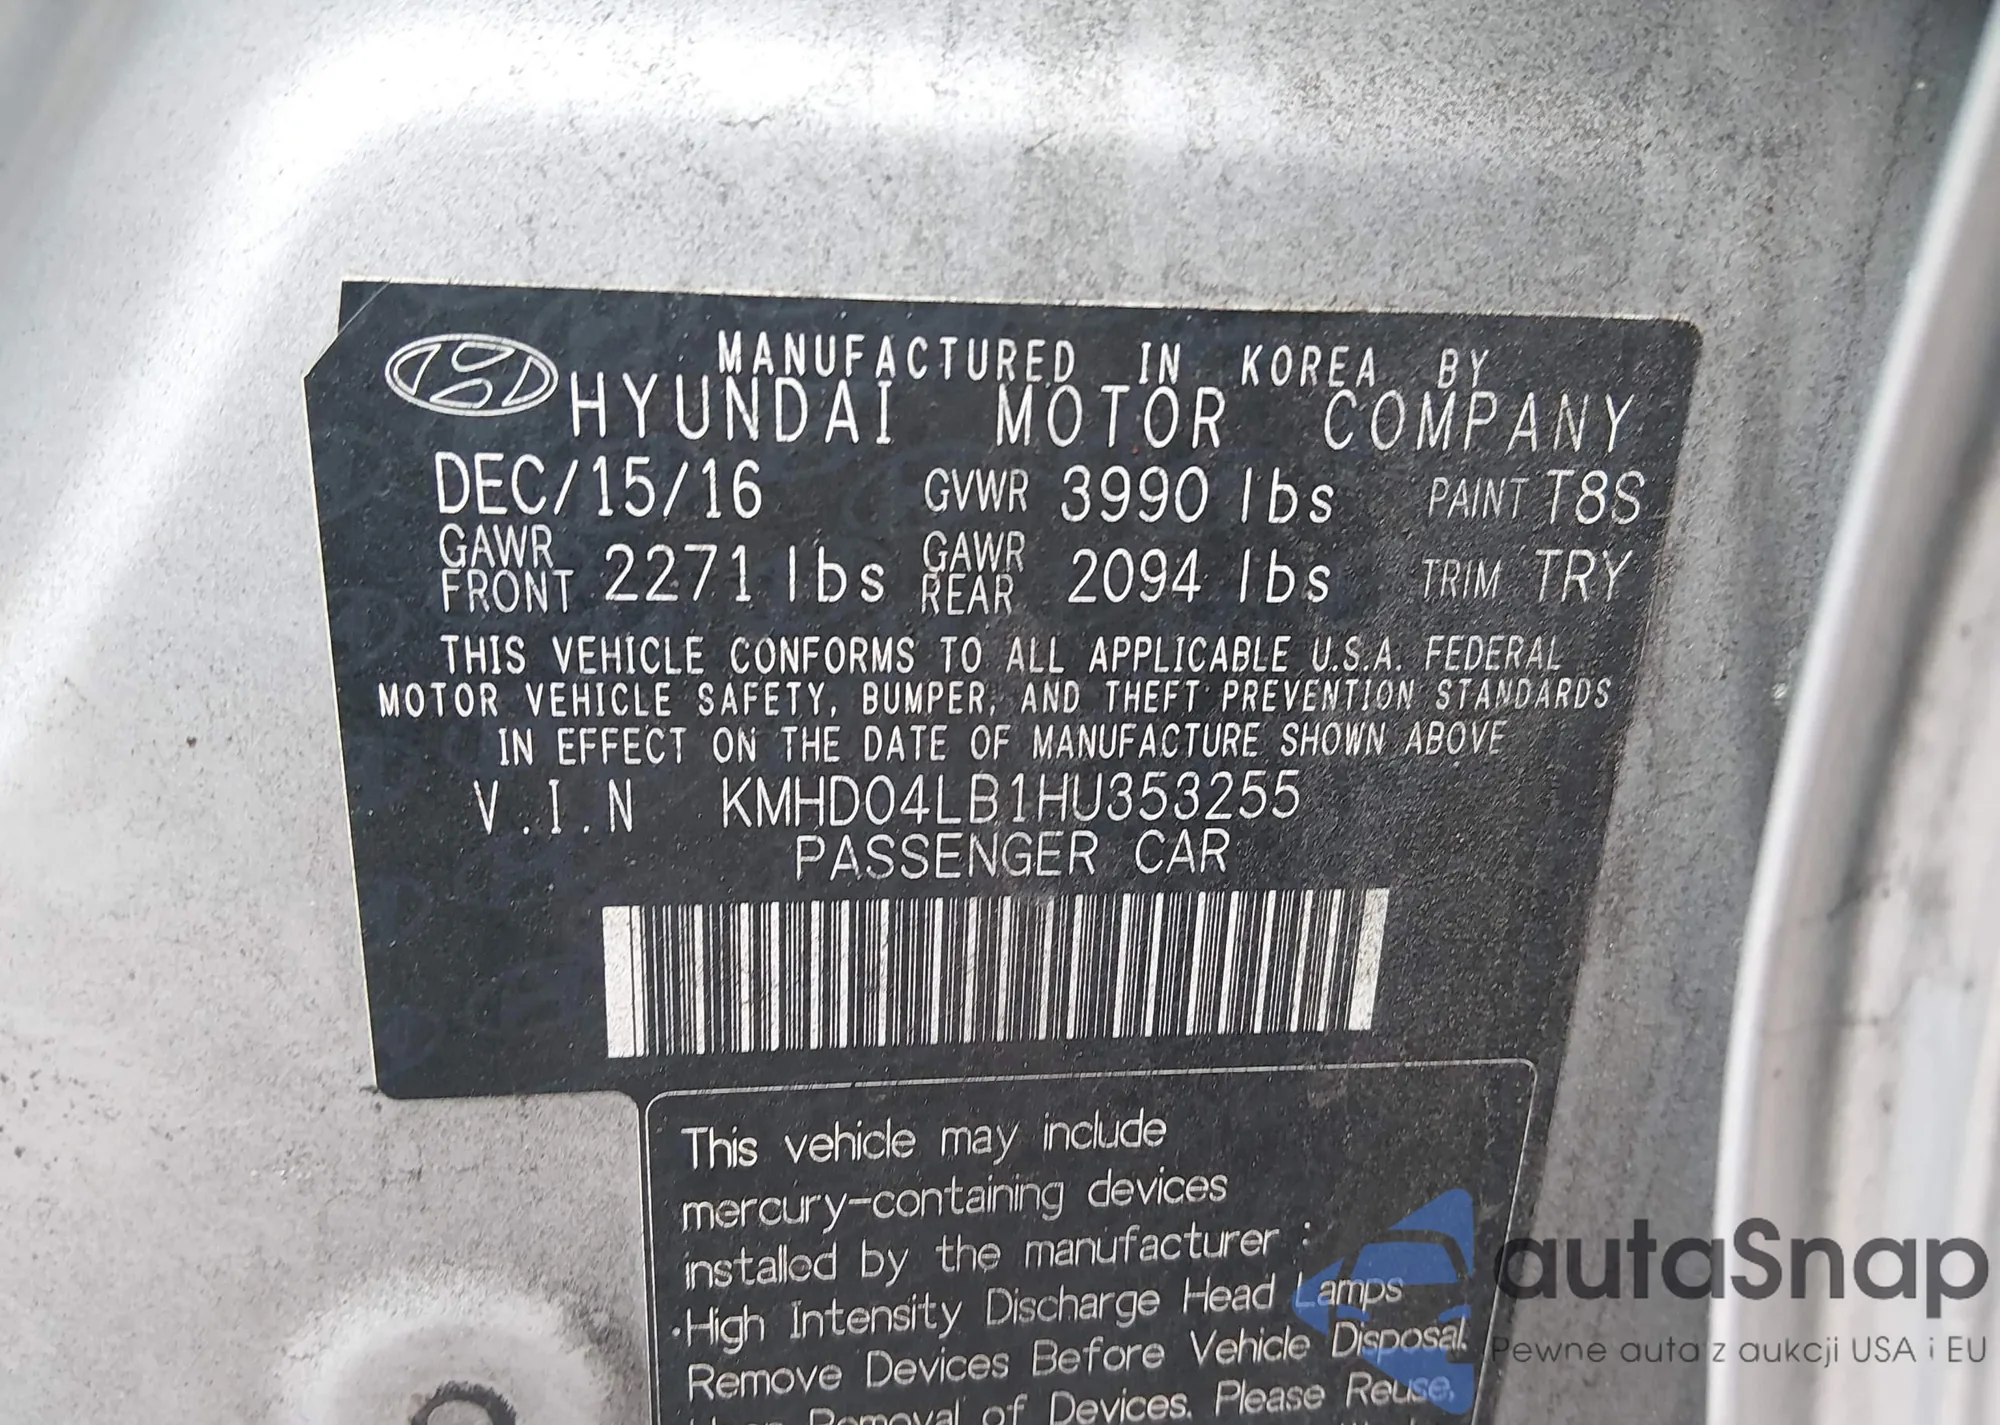 MANUFACTURED IN KOREA BY
HYUNDAI MOTOR COMPANY
DEC/15/16 GVWR 3990 lbs PAINT T8S
GAWR FRONT 2271 lbs GAWR REAR 2094 lbs TRIM TRY
THIS VEHICLE CONFORMS TO ALL APPLICABLE U.S.A. FEDERAL
MOTOR VEHICLE SAFETY, BUMPER, AND THEFT PREVENTION STANDARDS
IN EFFECT ON THE DATE OF MANUFACTURE SHOWN ABOVE
V.I.N KMHD04LB1HU353255
PASSENGER CAR
This vehicle may include
mercury-containing devices
installed by the manufacturer :
·High Intensity Discharge Head Lamps
Remove Devices Before Vehicle Disposal.
Removal of Devices. Please Reuse,
autaSnap
Pewne auta z aukcji USA i EU